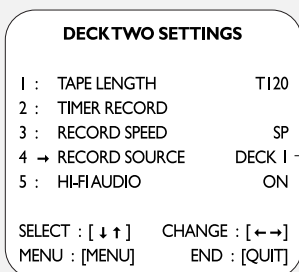 DECK TWO SETTINGS
1 : TAPE LENGTH T120
2 : TIMER RECORD
3 : RECORD SPEED SP
4 → RECORD SOURCE DECK 1
5 : HI-FI AUDIO ON
SELECT : [↓↑] CHANGE : [←→]
MENU : [MENU] END : [QUIT]